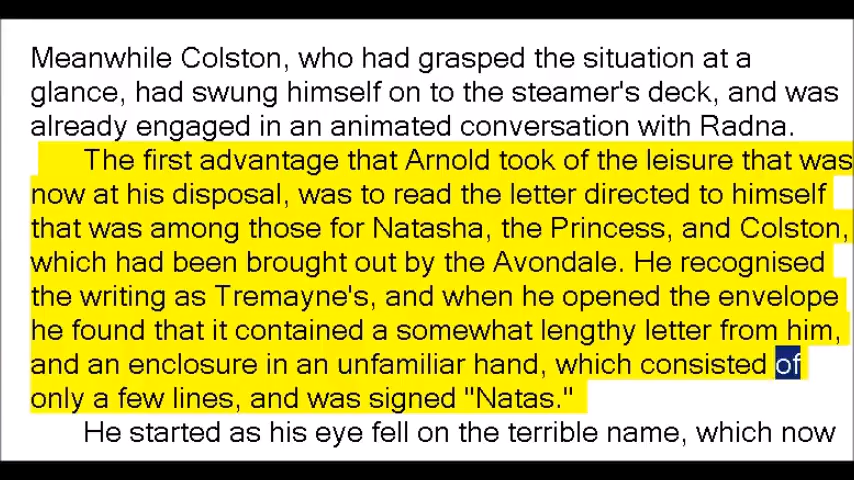 Meanwhile Colston, who had grasped the situation at a
glance, had swung himself on to the steamer's deck, and was
already engaged in an animated conversation with Radna.
The first advantage that Arnold took of the leisure that was
now at his disposal, was to read the letter directed to himself
that was among those for Natasha, the Princess, and Colston,
which had been brought out by the Avondale. He recognised
the writing as Tremayne's, and when he opened the envelope
he found that it contained a somewhat lengthy letter from him,
and an enclosure in an unfamiliar hand, which consisted of
only a few lines, and was signed "Natas."
He started as his eye fell on the terrible name, which now